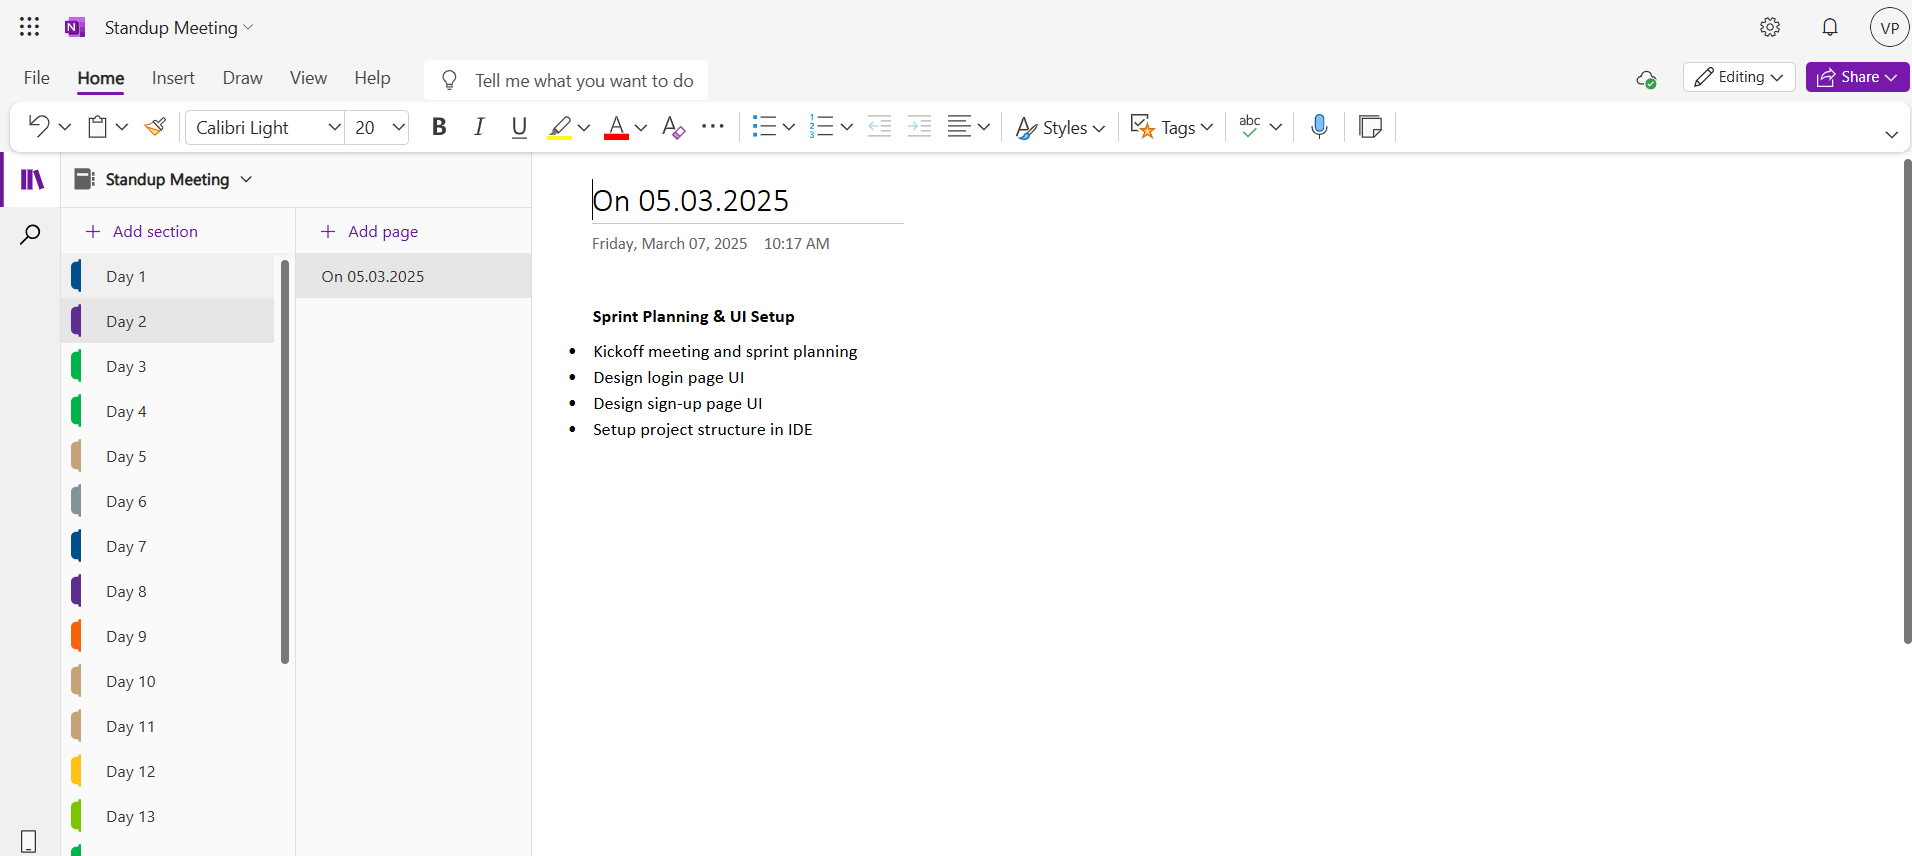 Standup Meeting
VP
File Home Insert Draw View Help Tell me what you want to do Editing Share
Calibri Light 20 B I U A A Styles Tags abc
Standup Meeting
Add section
Day 1
Day 2
Day 3
Day 4
Day 5
Day 6
Day 7
Day 8
Day 9
Day 10
Day 11
Day 12
Day 13
Add page
On 05.03.2025
On 05.03.2025
Friday, March 07, 2025 10:17 AM
Sprint Planning & UI Setup
• Kickoff meeting and sprint planning
• Design login page UI
• Design sign-up page UI
• Setup project structure in IDE